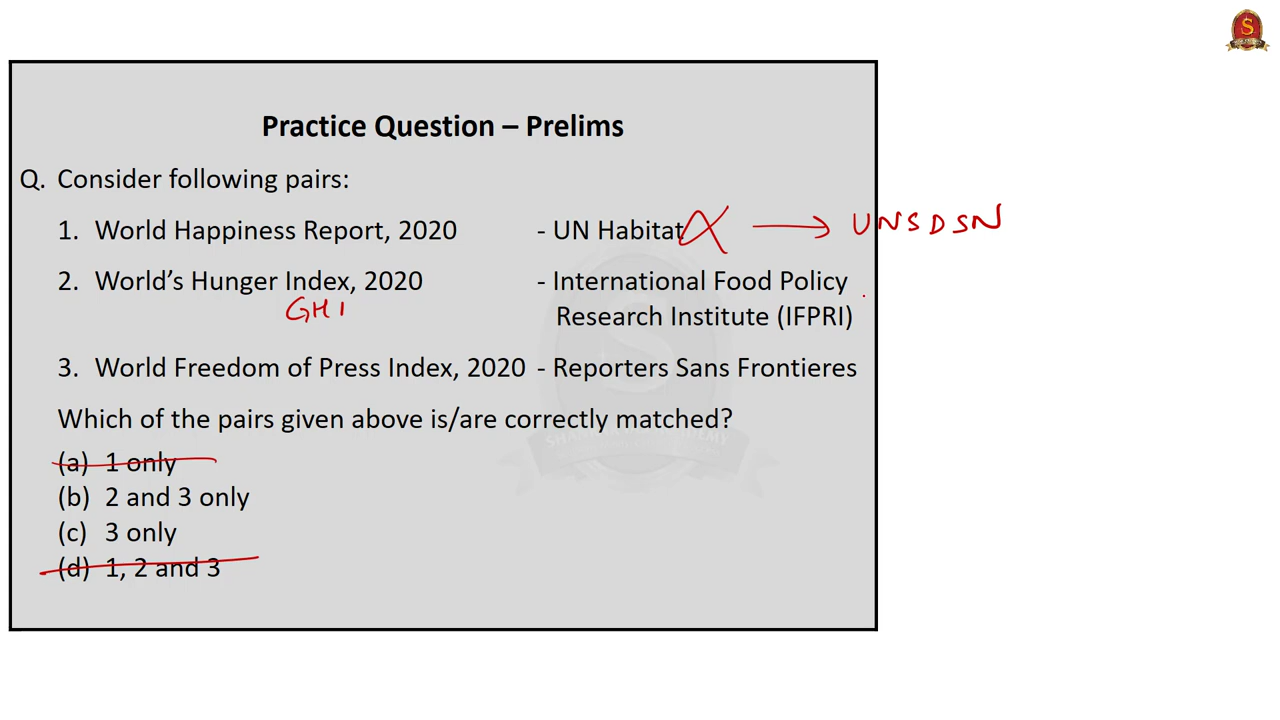 S
Practice Question – Prelims
Q. Consider following pairs:
1. World Happiness Report, 2020 - UN Habitat → UNSDSN
2. World’s Hunger Index, 2020 - International Food Policy
GHI
Research Institute (IFPRI)
3. World Freedom of Press Index, 2020 - Reporters Sans Frontieres
Which of the pairs given above is/are correctly matched?
(a) 1 only
(b) 2 and 3 only
(c) 3 only
(d) 1, 2 and 3